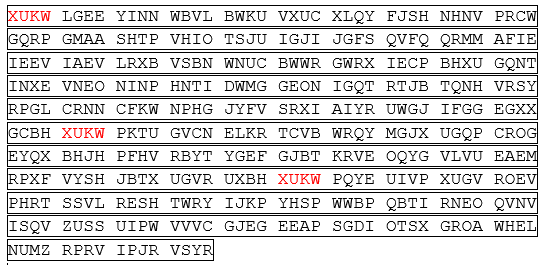 XUKW LGEE YINN WBVL BWKU VXUC XLQY FJSH NHNV PRCW
GQRP GMAA SHTP VHIO TSJU IGJI JGFS QVFQ QRMM AFIE
IEEV IAEV LRXB VSBN WNUC BWWR GWRX IECP BHXU GQNT
INXE VNEO NINP HNTI DWMG GEON IGQT RTJB TQNH VRSY
RPGL CRNN CFKW NPHG JYFV SRXI AIYR UWGJ IFGG EGXX
GCBH XUKW PKTU GVCN ELKR TCVB WRQY MGJX UGQP CROG
EYQX BHJH PFHV RBYT YGEF GJBT KRVE OQYG VLVU EAEM
RPXF VYSH JBTX UGVR UXBH XUKW PQYE UIVP XUGV ROEV
PHRT SSVL RESH TWRY IJKP YHSP WWBP QBTI RNEO QVNV
ISQV ZUSS UIPW VVVC GJEG EEAP SGDI OTSX GROA WHEL
NUMZ RPRV IPJR VSYR